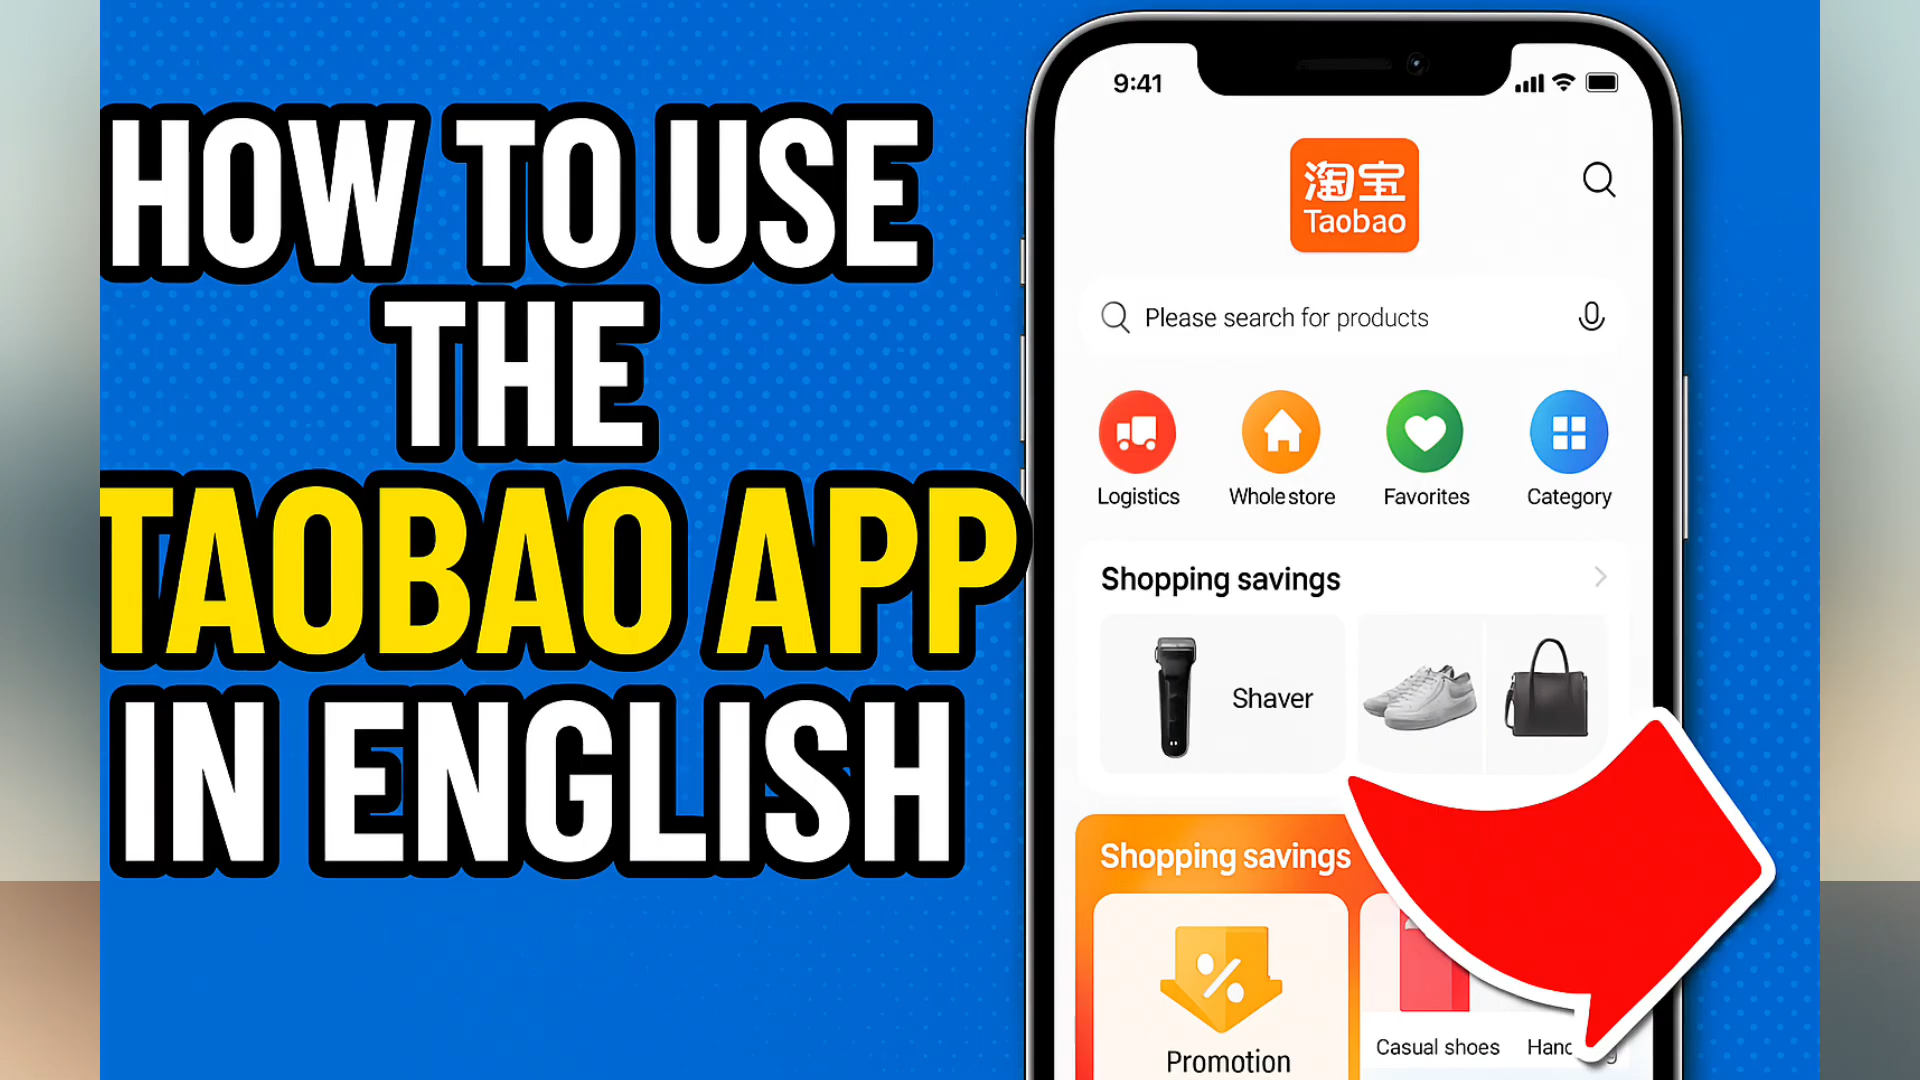 HOW TO USE
THE
TAOBAO APP
IN ENGLISH
9:41
淘宝
Taobao
Please search for products
Logistics
Whole store
Favorites
Category
Shopping savings
Shaver
Shopping savings
Promotion
Casual shoes